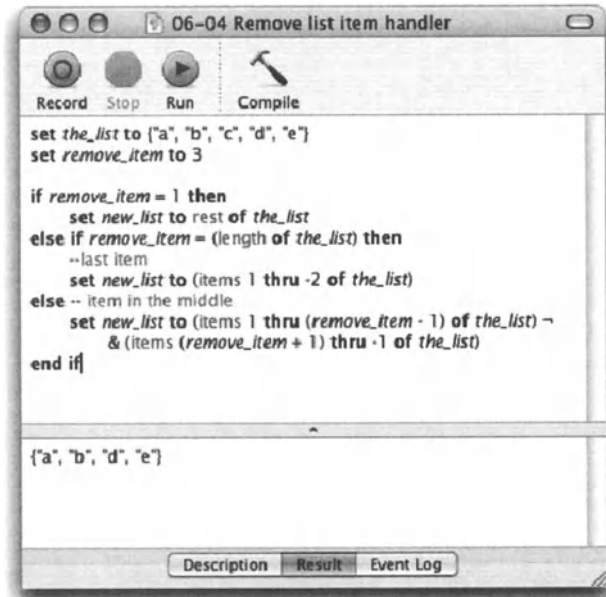 06-04 Remove list item handler
Record Stop Run Compile
set the_list to {"a", "b", "c", "d", "e"}
set remove_item to 3
if remove_item = 1 then
set new_list to rest of the_list
else if remove_item = (length of the_list) then
--last item
set new_list to (items 1 thru -2 of the_list)
else -- item in the middle
set new_list to (items 1 thru (remove_item - 1) of the_list) ¬
& (items (remove_item + 1) thru -1 of the_list)
end if
{"a", "b", "d", "e"}
Description Result Event Log